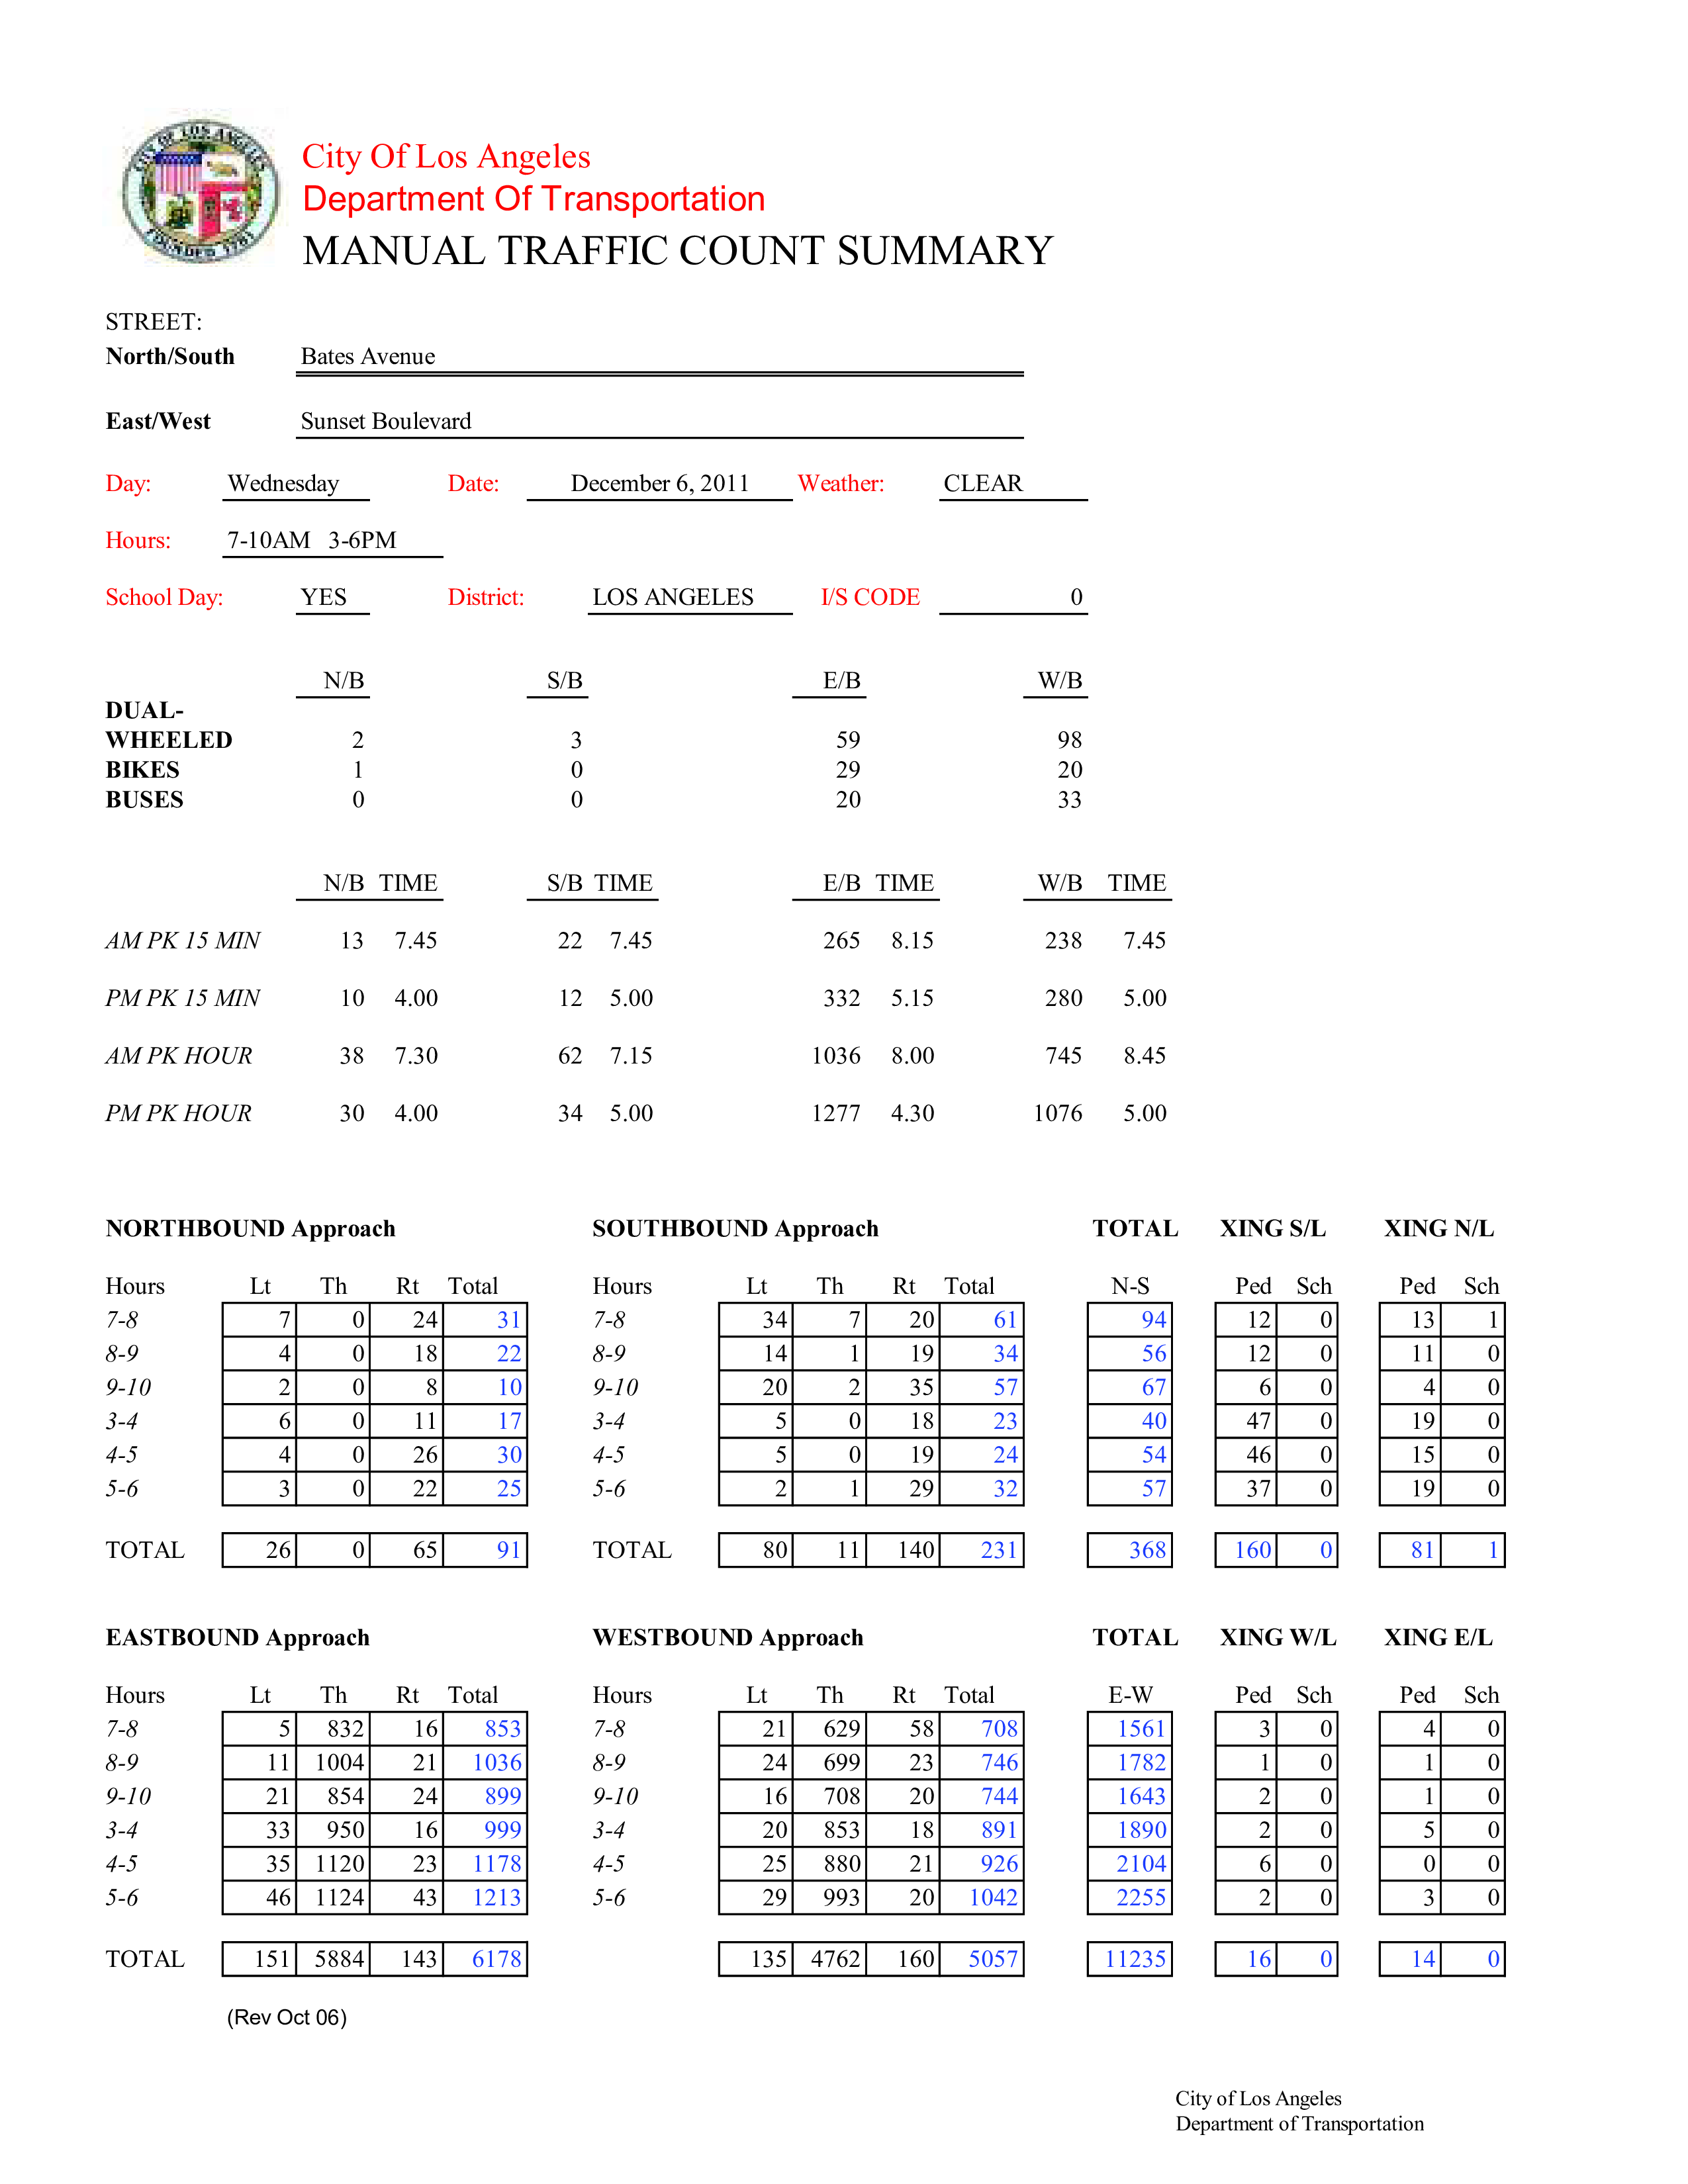 CITY OF LOS ANGELES
FOUNDED 1781
City Of Los Angeles
Department Of Transportation
MANUAL TRAFFIC COUNT SUMMARY
STREET:
North/South Bates Avenue
East/West Sunset Boulevard
Day: Wednesday Date: December 6, 2011 Weather: CLEAR
Hours: 7-10AM 3-6PM
School Day: YES District: LOS ANGELES I/S CODE 0
N/B S/B E/B W/B
DUAL-
WHEELED 2 3 59 98
BIKES 1 0 29 20
BUSES 0 0 20 33
N/B TIME S/B TIME E/B TIME W/B TIME
AM PK 15 MIN 13 7.45 22 7.45 265 8.15 238 7.45
PM PK 15 MIN 10 4.00 12 5.00 332 5.15 280 5.00
AM PK HOUR 38 7.30 62 7.15 1036 8.00 745 8.45
PM PK HOUR 30 4.00 34 5.00 1277 4.30 1076 5.00
NORTHBOUND Approach SOUTHBOUND Approach TOTAL XING S/L XING N/L
Hours Lt Th Rt Total Hours Lt Th Rt Total N-S Ped Sch Ped Sch
7-8 7 0 24 31 7-8 34 7 20 61 94 12 0 13 1
8-9 4 0 18 22 8-9 14 1 19 34 56 12 0 11 0
9-10 2 0 8 10 9-10 20 2 35 57 67 6 0 4 0
3-4 6 0 11 17 3-4 5 0 18 23 40 47 0 19 0
4-5 4 0 26 30 4-5 5 0 19 24 54 46 0 15 0
5-6 3 0 22 25 5-6 2 1 29 32 57 37 0 19 0
TOTAL 26 0 65 91 TOTAL 80 11 140 231 368 160 0 81 1
EASTBOUND Approach WESTBOUND Approach TOTAL XING W/L XING E/L
Hours Lt Th Rt Total Hours Lt Th Rt Total E-W Ped Sch Ped Sch
7-8 5 832 16 853 7-8 21 629 58 708 1561 3 0 4 0
8-9 11 1004 21 1036 8-9 24 699 23 746 1782 1 0 1 0
9-10 21 854 24 899 9-10 16 708 20 744 1643 2 0 1 0
3-4 33 950 16 999 3-4 20 853 18 891 1890 2 0 5 0
4-5 35 1120 23 1178 4-5 25 880 21 926 2104 6 0 0 0
5-6 46 1124 43 1213 5-6 29 993 20 1042 2255 2 0 3 0
TOTAL 151 5884 143 6178 135 4762 160 5057 11235 16 0 14 0
(Rev Oct 06)
City of Los Angeles
Department of Transportation